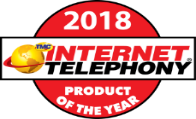 2018
TMC
INTERNET
TELEPHONY®
PRODUCT
OF THE YEAR